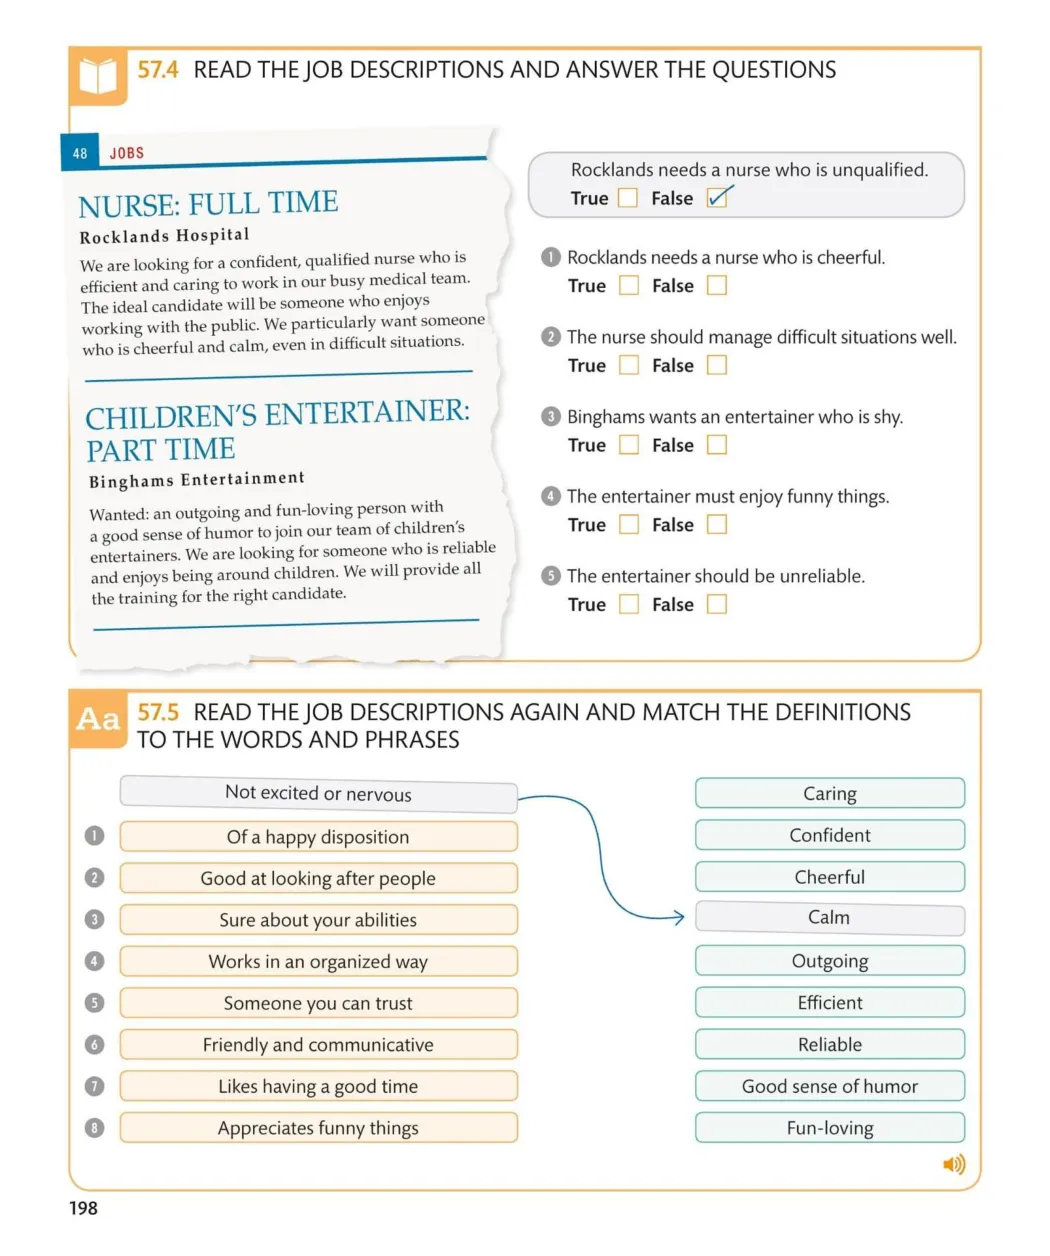 57.4 READ THE JOB DESCRIPTIONS AND ANSWER THE QUESTIONS
48 JOBS
NURSE: FULL TIME
Rocklands Hospital
We are looking for a confident, qualified nurse who is
efficient and caring to work in our busy medical team.
The ideal candidate will be someone who enjoys
working with the public. We particularly want someone
who is cheerful and calm, even in difficult situations.
CHILDREN'S ENTERTAINER:
PART TIME
Binghams Entertainment
Wanted: an outgoing and fun-loving person with
a good sense of humor to join our team of children's
entertainers. We are looking for someone who is reliable
and enjoys being around children. We will provide all
the training for the right candidate.
Rocklands needs a nurse who is unqualified.
True False
1 Rocklands needs a nurse who is cheerful.
True False
2 The nurse should manage difficult situations well.
True False
3 Binghams wants an entertainer who is shy.
True False
4 The entertainer must enjoy funny things.
True False
5 The entertainer should be unreliable.
True False
Aa 57.5 READ THE JOB DESCRIPTIONS AGAIN AND MATCH THE DEFINITIONS
TO THE WORDS AND PHRASES
Not excited or nervous
1 Of a happy disposition
2 Good at looking after people
3 Sure about your abilities
4 Works in an organized way
5 Someone you can trust
6 Friendly and communicative
7 Likes having a good time
8 Appreciates funny things
Caring
Confident
Cheerful
Calm
Outgoing
Efficient
Reliable
Good sense of humor
Fun-loving
198